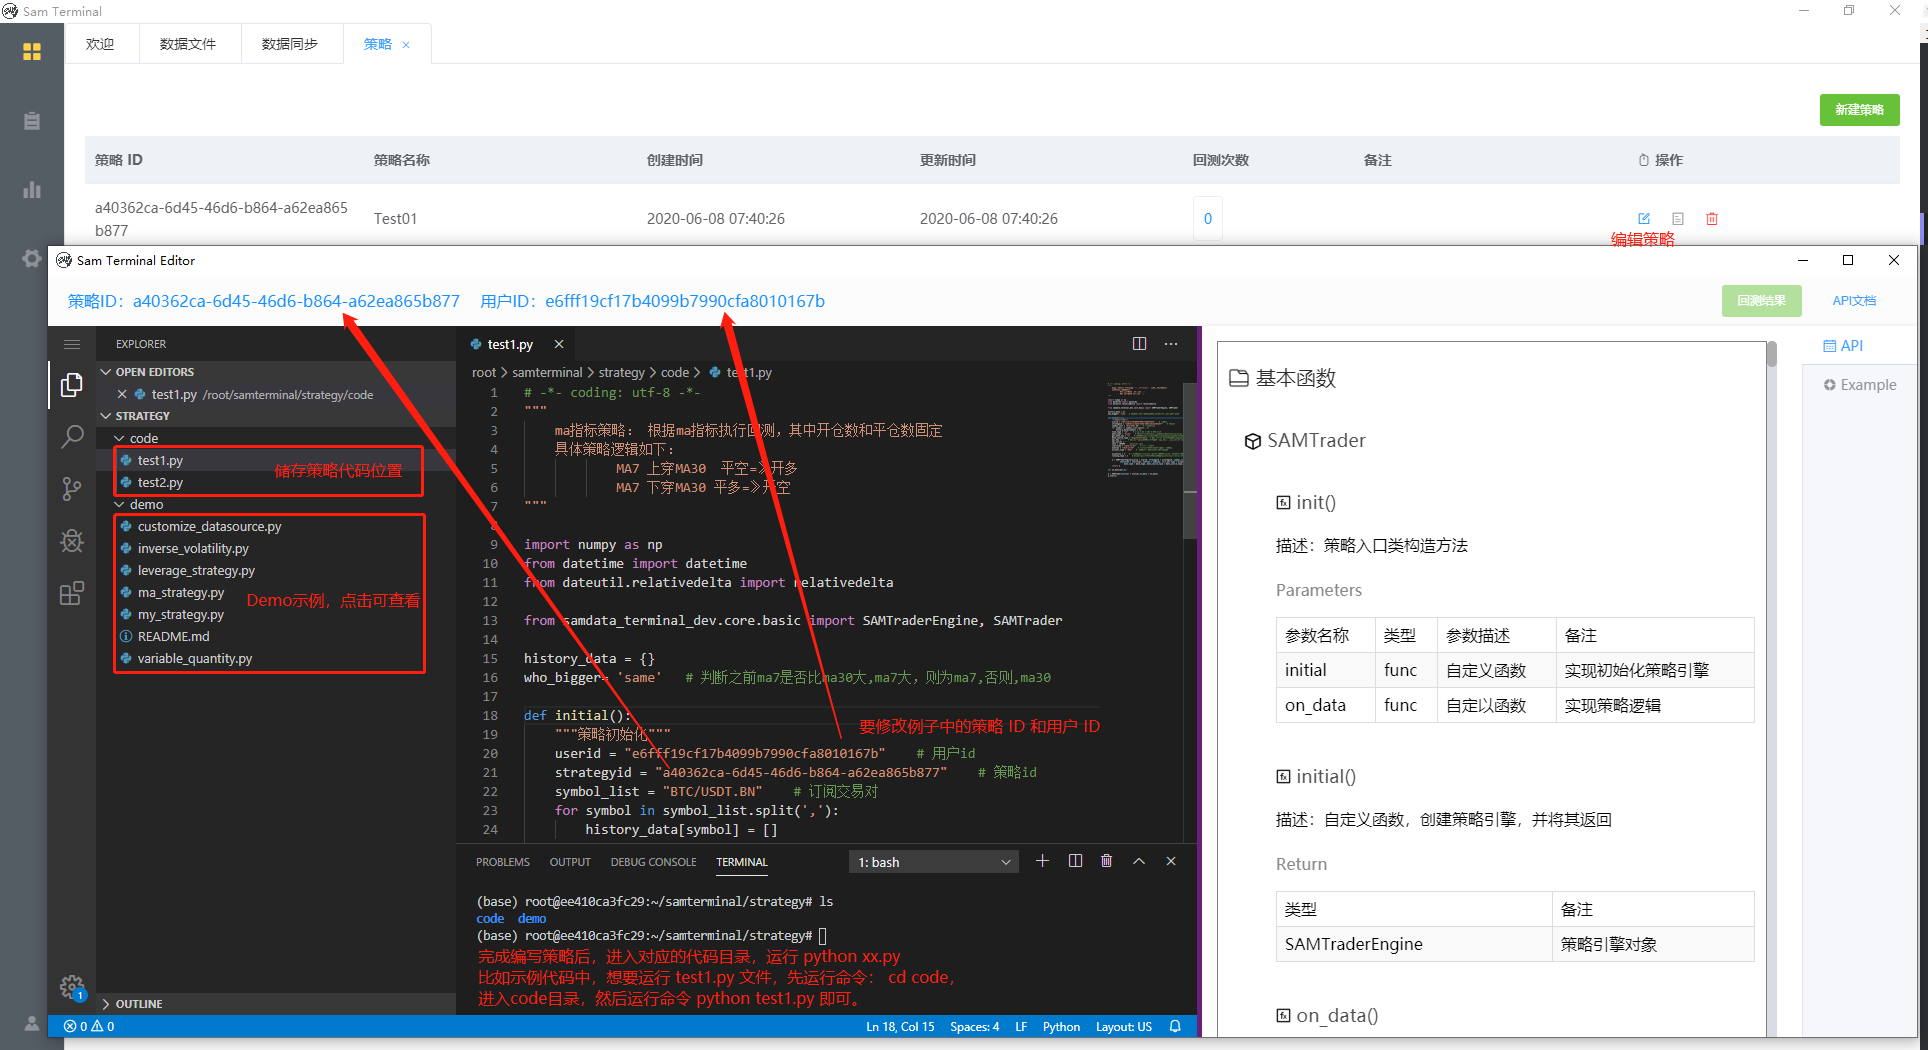 Sam Terminal
欢迎 数据文件 数据同步 策略 ×
新建策略
策略 ID 策略名称 创建时间 更新时间 回测次数 备注 操作
a40362ca-6d45-46d6-b864-a62ea865
b877
Test01 2020-06-08 07:40:26 2020-06-08 07:40:26 0
编辑策略
Sam Terminal Editor
策略ID：a40362ca-6d45-46d6-b864-a62ea865b877 用户ID：e6fff19cf17b4099b7990cfa8010167b
回测结果 API文档
EXPLORER
OPEN EDITORS
test1.py /root/samterminal/strategy/code
STRATEGY
code
test1.py
test2.py
储存策略代码位置
demo
customize_datasource.py
inverse_volatility.py
leverage_strategy.py
ma_strategy.py
my_strategy.py
README.md
variable_quantity.py
Demo示例，点击可查看
OUTLINE
test1.py
root > samterminal > strategy > code > test1.py
1 # -*- coding: utf-8 -*-
2 """
3 ma指标策略： 根据ma指标执行回测，其中开仓数和平仓数固定
4 具体策略逻辑如下：
5 MA7 上穿MA30 平空=》开多
6 MA7 下穿MA30 平多=》开空
7 """
8
9 import numpy as np
10 from datetime import datetime
11 from dateutil.relativedelta import relativedelta
12
13 from samdata_terminal_dev.core.basic import SAMTraderEngine, SAMTrader
14
15 history_data = {}
16 who_bigger= 'same' # 判断之前ma7是否比ma30大,ma7大，则为ma7,否则,ma30
17
18 def initial():
19 """策略初始化"""
20 userid = "e6fff19cf17b4099b7990cfa8010167b" # 用户id
21 strategyid = "a40362ca-6d45-46d6-b864-a62ea865b877" # 策略id
22 symbol_list = "BTC/USDT.BN" # 订阅交易对
23 for symbol in symbol_list.split(','):
24 history_data[symbol] = []
要修改例子中的策略 ID 和用户 ID
PROBLEMS OUTPUT DEBUG CONSOLE TERMINAL 1: bash
(base) root@ee410ca3fc29:~/samterminal/strategy# ls
code demo
(base) root@ee410ca3fc29:~/samterminal/strategy#
完成编写策略后，进入对应的代码目录，运行 python xx.py
比如示例代码中，想要运行 test1.py 文件，先运行命令： cd code，
进入code目录，然后运行命令 python test1.py 即可。
1
0 0 Ln 18, Col 15 Spaces: 4 LF Python Layout: US
基本函数
SAMTrader
init()
描述：策略入口类构造方法
Parameters
参数名称 类型 参数描述 备注
initial func 自定义函数 实现初始化策略引擎
on_data func 自定以函数 实现策略逻辑
initial()
描述：自定义函数，创建策略引擎，并将其返回
Return
类型 备注
SAMTraderEngine 策略引擎对象
on_data()
API
Example